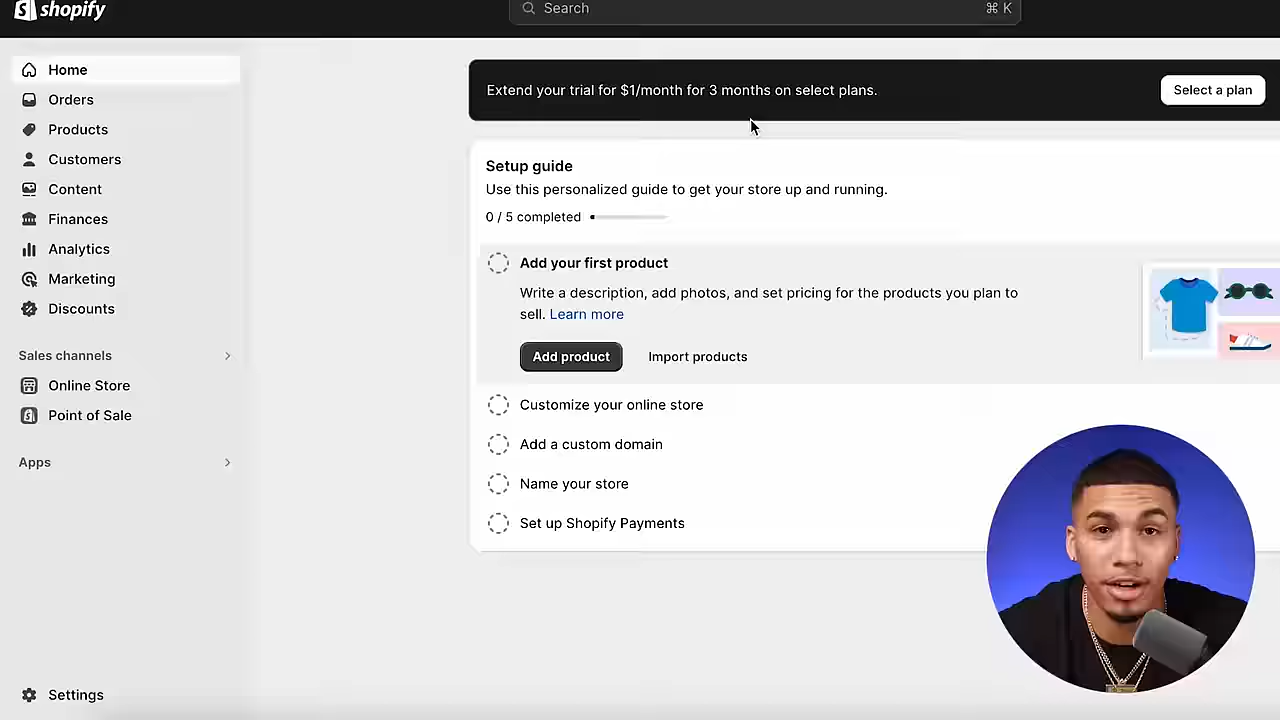 shopify
Search
⌘ K
Home
Orders
Products
Customers
Content
Finances
Analytics
Marketing
Discounts
Sales channels
Online Store
Point of Sale
Apps
Settings
Extend your trial for $1/month for 3 months on select plans.
Select a plan
Setup guide
Use this personalized guide to get your store up and running.
0 / 5 completed
Add your first product
Write a description, add photos, and set pricing for the products you plan to
sell. Learn more
Add product
Import products
Customize your online store
Add a custom domain
Name your store
Set up Shopify Payments